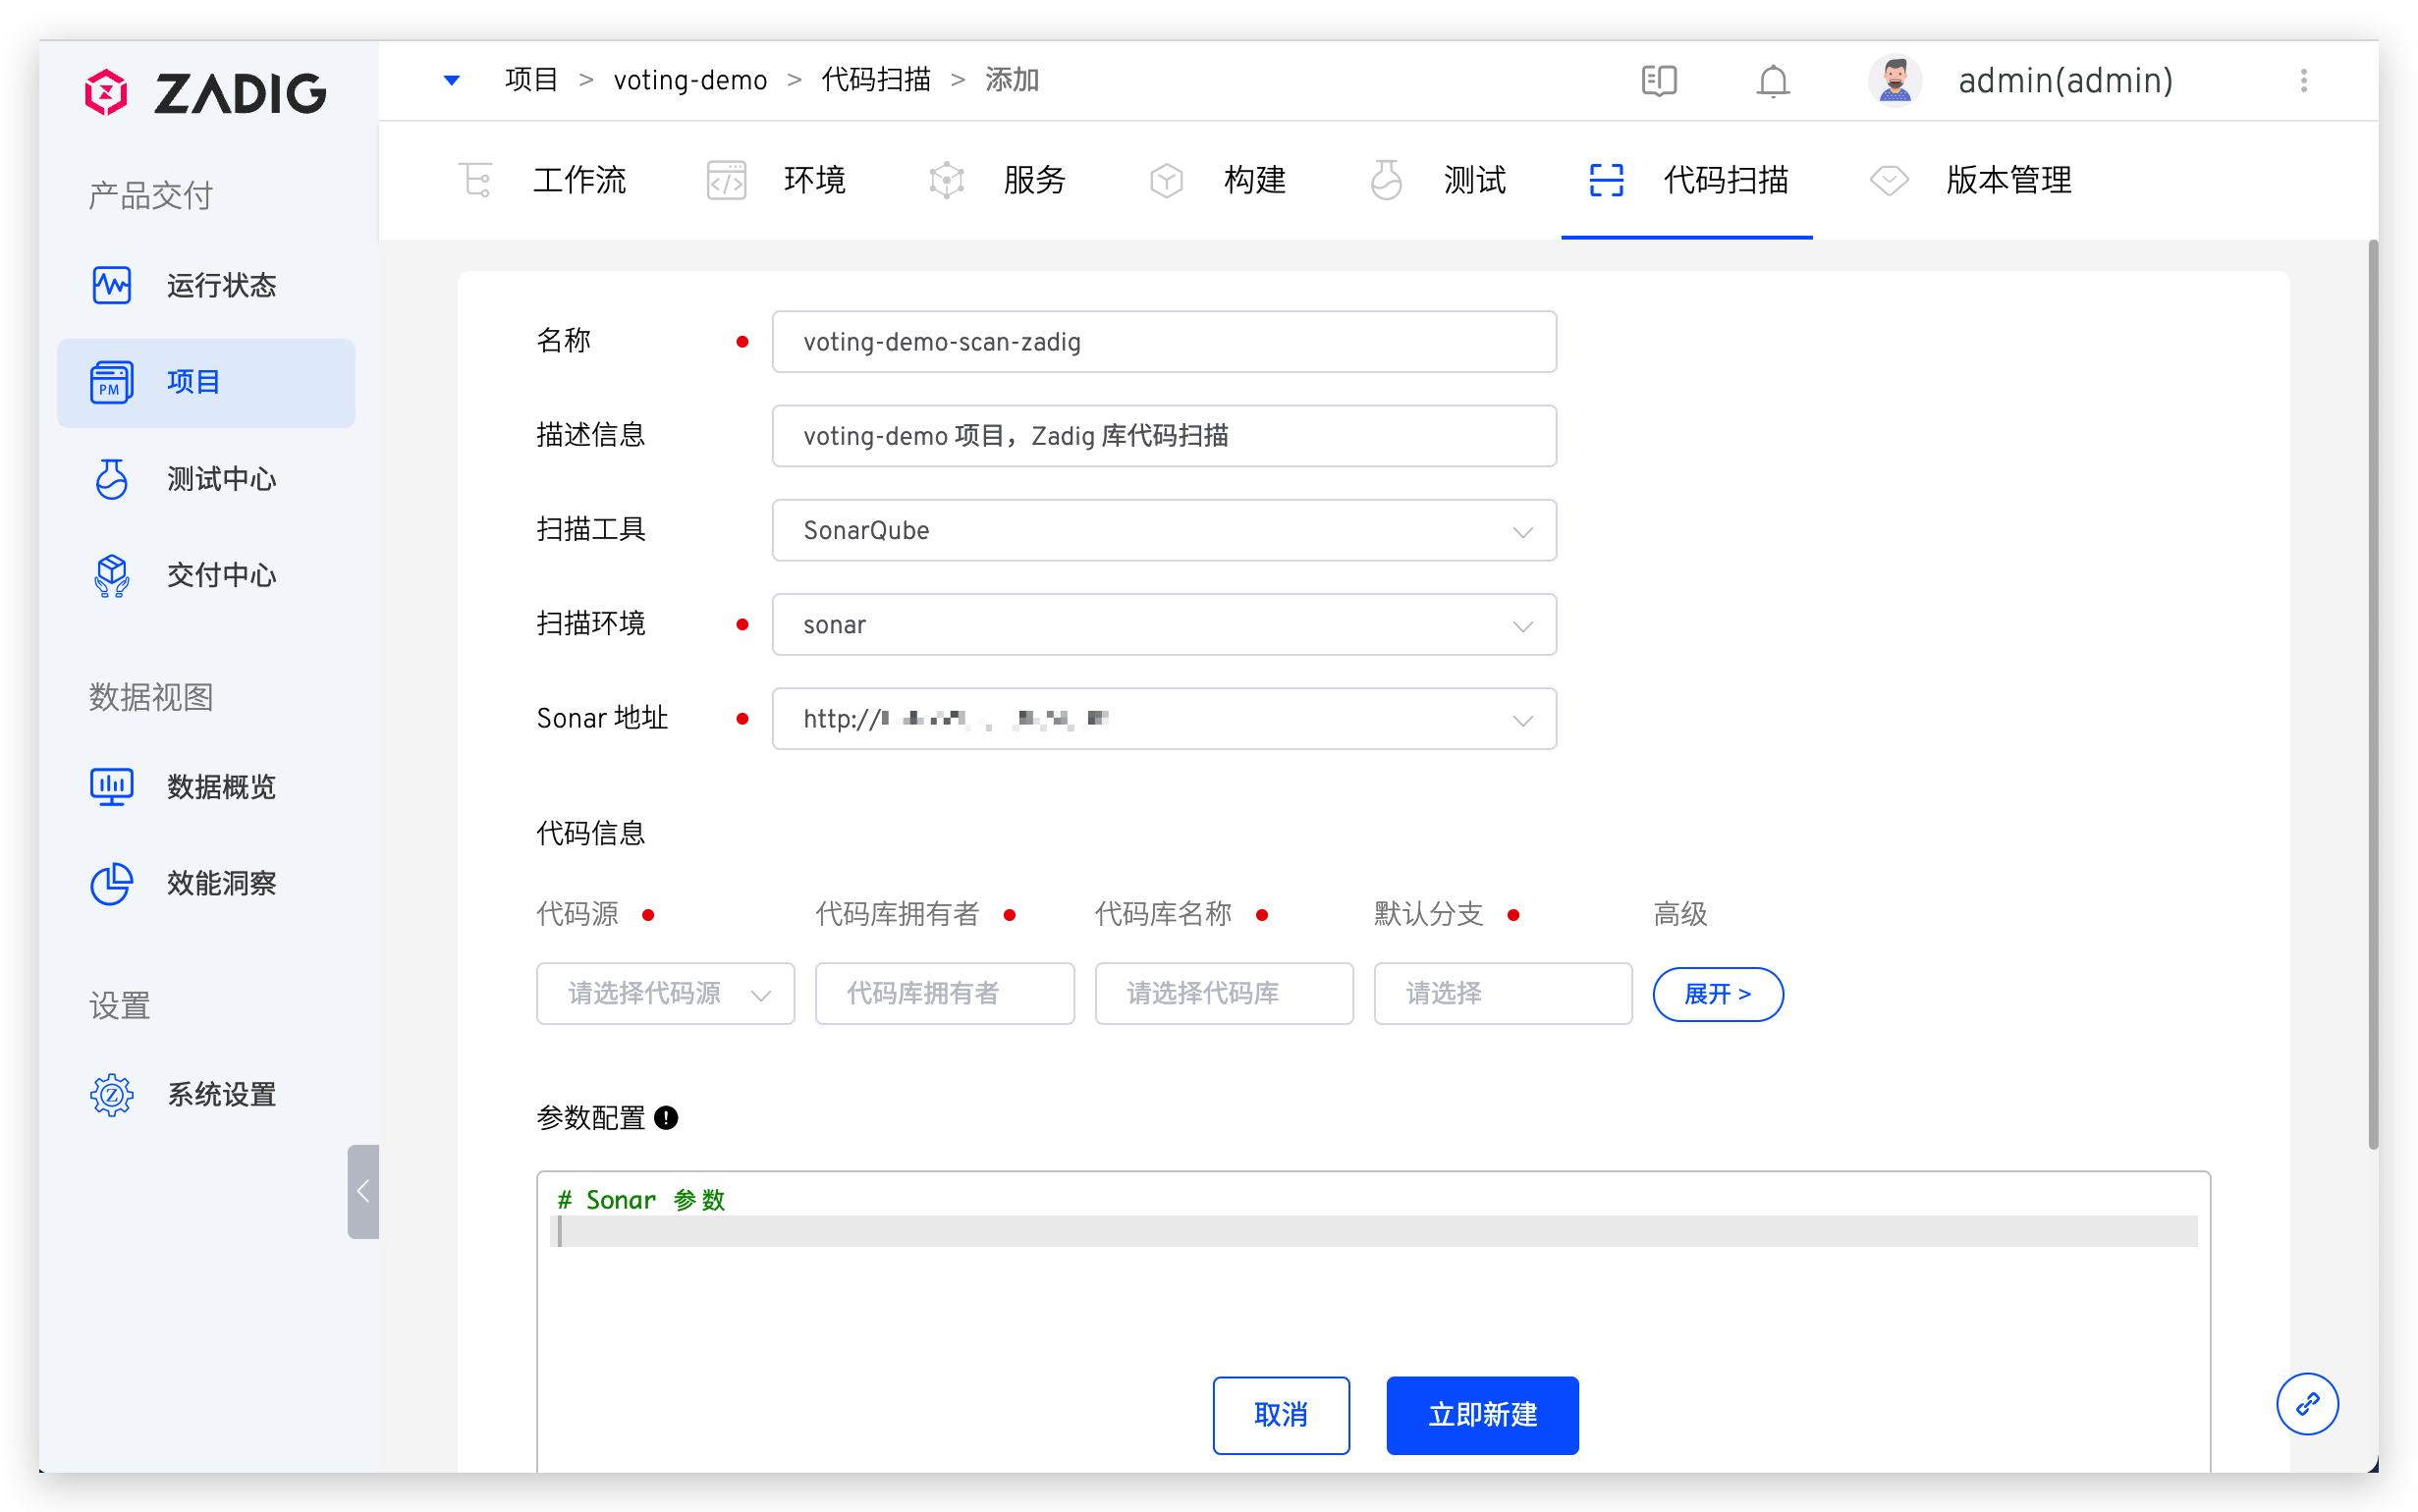 ZADIG
项目 > voting-demo > 代码扫描 > 添加
admin(admin)
工作流 环境 服务 构建 测试 代码扫描 版本管理
产品交付
运行状态
PM 项目
测试中心
交付中心
数据视图
数据概览
效能洞察
设置
系统设置
名称 voting-demo-scan-zadig
描述信息 voting-demo 项目，Zadig 库代码扫描
扫描工具 SonarQube
扫描环境 sonar
Sonar 地址 http://
代码信息
代码源 代码库拥有者 代码库名称 默认分支 高级
请选择代码源 代码库拥有者 请选择代码库 请选择 展开 >
参数配置
# Sonar 参数
取消 立即新建